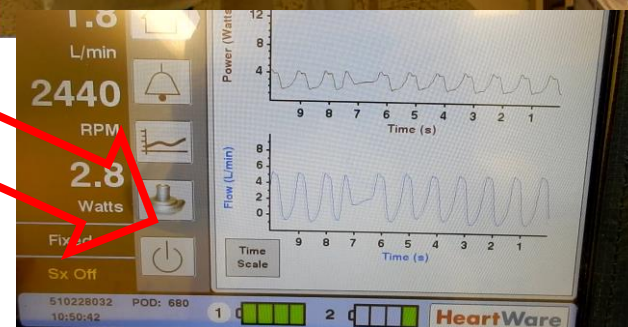 1.8
L/min
2440
RPM
2.8
Watts
Fixed
Sx Off
Power (Watts)
12
8
4
9 8 7 6 5 4 3 2 1
Time (s)
Flow (L/min)
8
6
4
2
0
9 8 7 6 5 4 3 2 1
Time (s)
Time
Scale
510228032 POD: 680
10:50:42
1 2 HeartWare